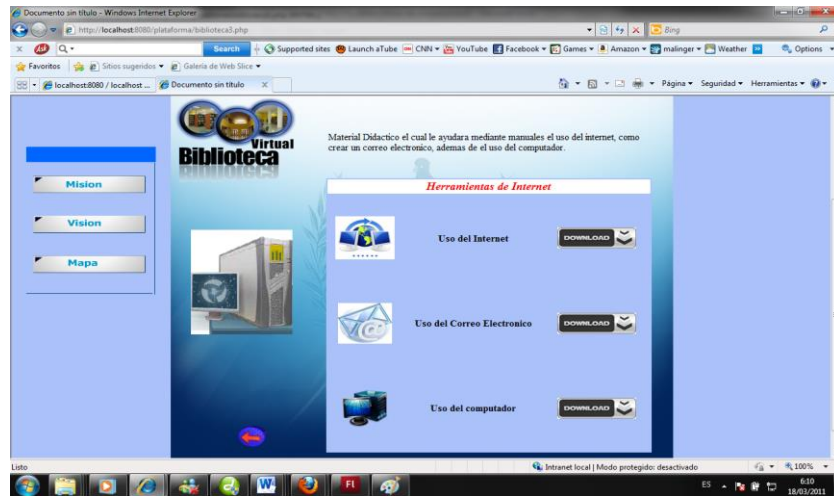 Documento sin título - Windows Internet Explorer
http://localhost:8080/plataforma/biblioteca3.php
Bing
Search
Supported sites
Launch aTube
CNN
YouTube
Facebook
Games
Amazon
malinger
Weather
Options
Favoritos
Sitios sugeridos
Galería de Web Slice
localhost:8080 / localhost ...
Documento sin título
Página
Seguridad
Herramientas
Virtual
Biblioteca
Material Didactico el cual le ayudara mediante manuales el uso del internet, como
crear un correo electronico, ademas de el uso del computador.
Mision
Vision
Mapa
Herramientas de Internet
Uso del Internet
DOWNLOAD
Uso del Correo Electronico
DOWNLOAD
Uso del computador
DOWNLOAD
Listo
Intranet local | Modo protegido: desactivado
100%
ES
6:10
18/03/2011